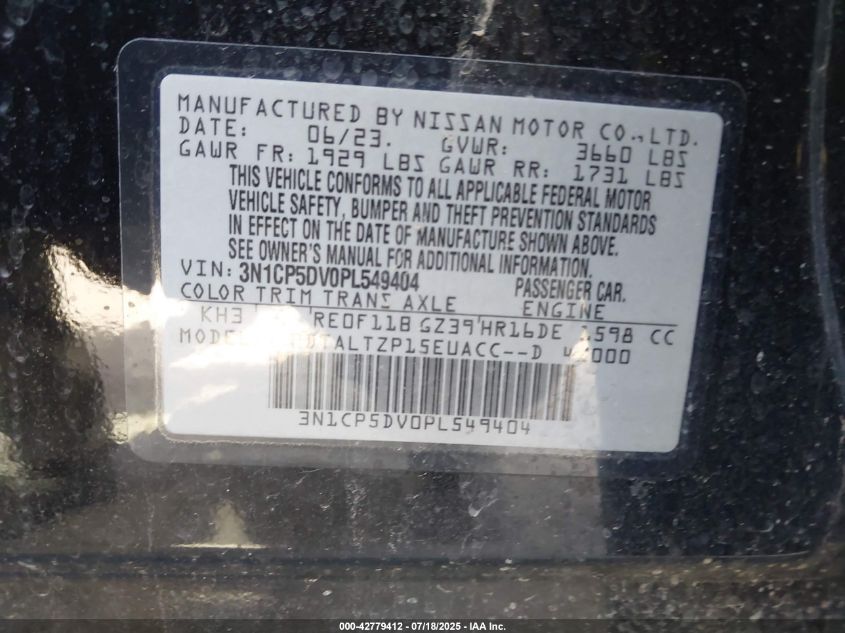 MANUFACTURED BY NISSAN MOTOR CO.,LTD.
DATE: 06/23. GVWR: 3660 LBS
GAWR FR: 1929 LBS GAWR RR: 1731 LBS
THIS VEHICLE CONFORMS TO ALL APPLICABLE FEDERAL MOTOR
VEHICLE SAFETY, BUMPER AND THEFT PREVENTION STANDARDS
IN EFFECT ON THE DATE OF MANUFACTURE SHOWN ABOVE.
SEE OWNER'S MANUAL FOR ADDITIONAL INFORMATION.
VIN: 3N1CP5DV0PL549404 PASSENGER CAR.
COLOR TRIM TRANS AXLE ENGINE
KH3 RE0F11B GZ39 HR16DE 1598 CC
MODEL
3N1CP5DV0PL549404
000-42779412 - 07/18/2025 - IAA Inc.